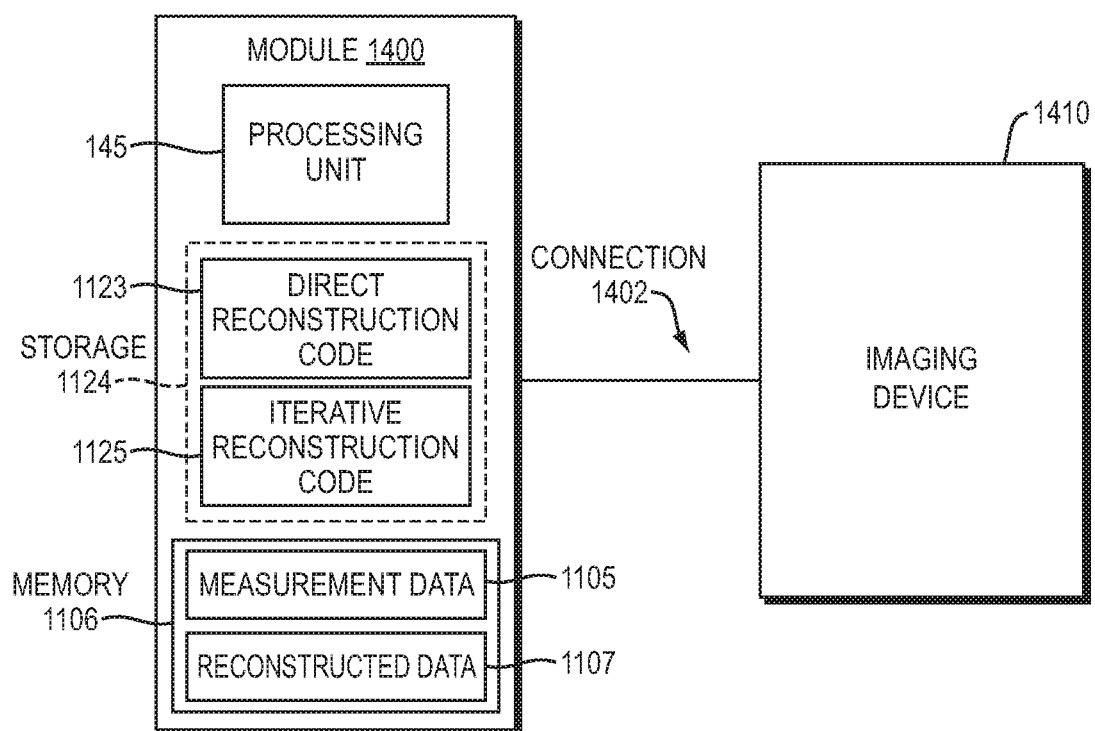 MODULE 1400
PROCESSING
UNIT
145
1410
CONNECTION
1402
IMAGING
DEVICE
1123
DIRECT
RECONSTRUCTION
CODE
STORAGE
1124
ITERATIVE
RECONSTRUCTION
CODE
1125
MEMORY
1106
MEASUREMENT DATA
1105
RECONSTRUCTED DATA
1107